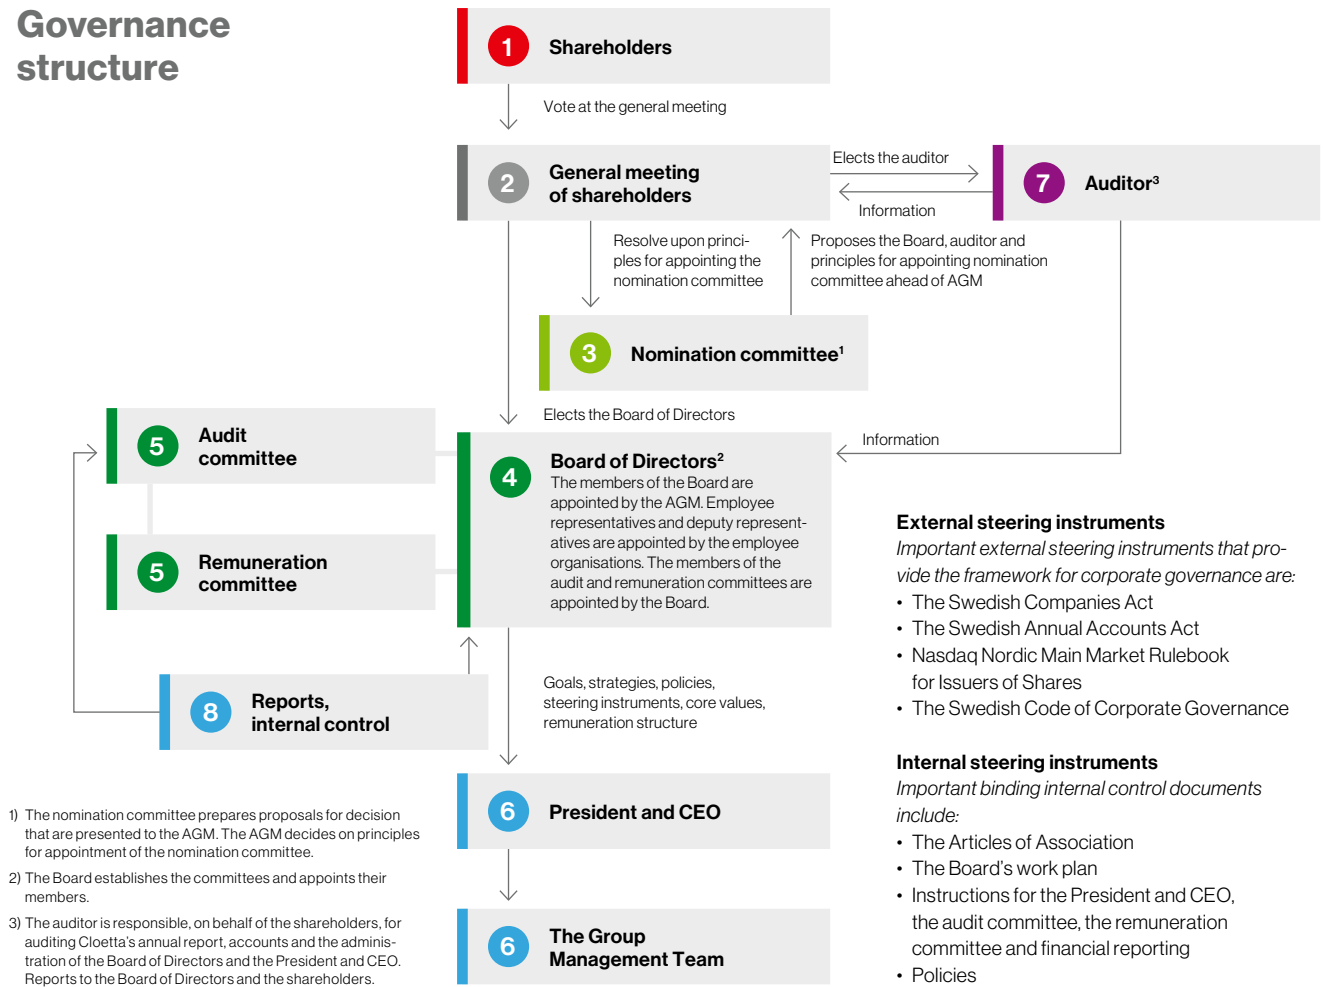 Governance
structure
1 Shareholders
Vote at the general meeting
2 General meeting
of shareholders
Elects the auditor
Information
7 Auditor³
Resolve upon princi-
ples for appointing the
nomination committee
Proposes the Board, auditor and
principles for appointing nomination
committee ahead of AGM
3 Nomination committee¹
Elects the Board of Directors
Information
5 Audit
committee
5 Remuneration
committee
4 Board of Directors²
The members of the Board are
appointed by the AGM. Employee
representatives and deputy represent-
atives are appointed by the employee
organisations. The members of the
audit and remuneration committees are
appointed by the Board.
8 Reports,
internal control
Goals, strategies, policies,
steering instruments, core values,
remuneration structure
6 President and CEO
6 The Group
Management Team
External steering instruments
Important external steering instruments that pro-
vide the framework for corporate governance are:
• The Swedish Companies Act
• The Swedish Annual Accounts Act
• Nasdaq Nordic Main Market Rulebook
for Issuers of Shares
• The Swedish Code of Corporate Governance
Internal steering instruments
Important binding internal control documents
include:
• The Articles of Association
• The Board's work plan
• Instructions for the President and CEO,
the audit committee, the remuneration
committee and financial reporting
• Policies
1) The nomination committee prepares proposals for decision
that are presented to the AGM. The AGM decides on principles
for appointment of the nomination committee.
2) The Board establishes the committees and appoints their
members.
3) The auditor is responsible, on behalf of the shareholders, for
auditing Cloetta's annual report, accounts and the adminis-
tration of the Board of Directors and the President and CEO.
Reports to the Board of Directors and the shareholders.